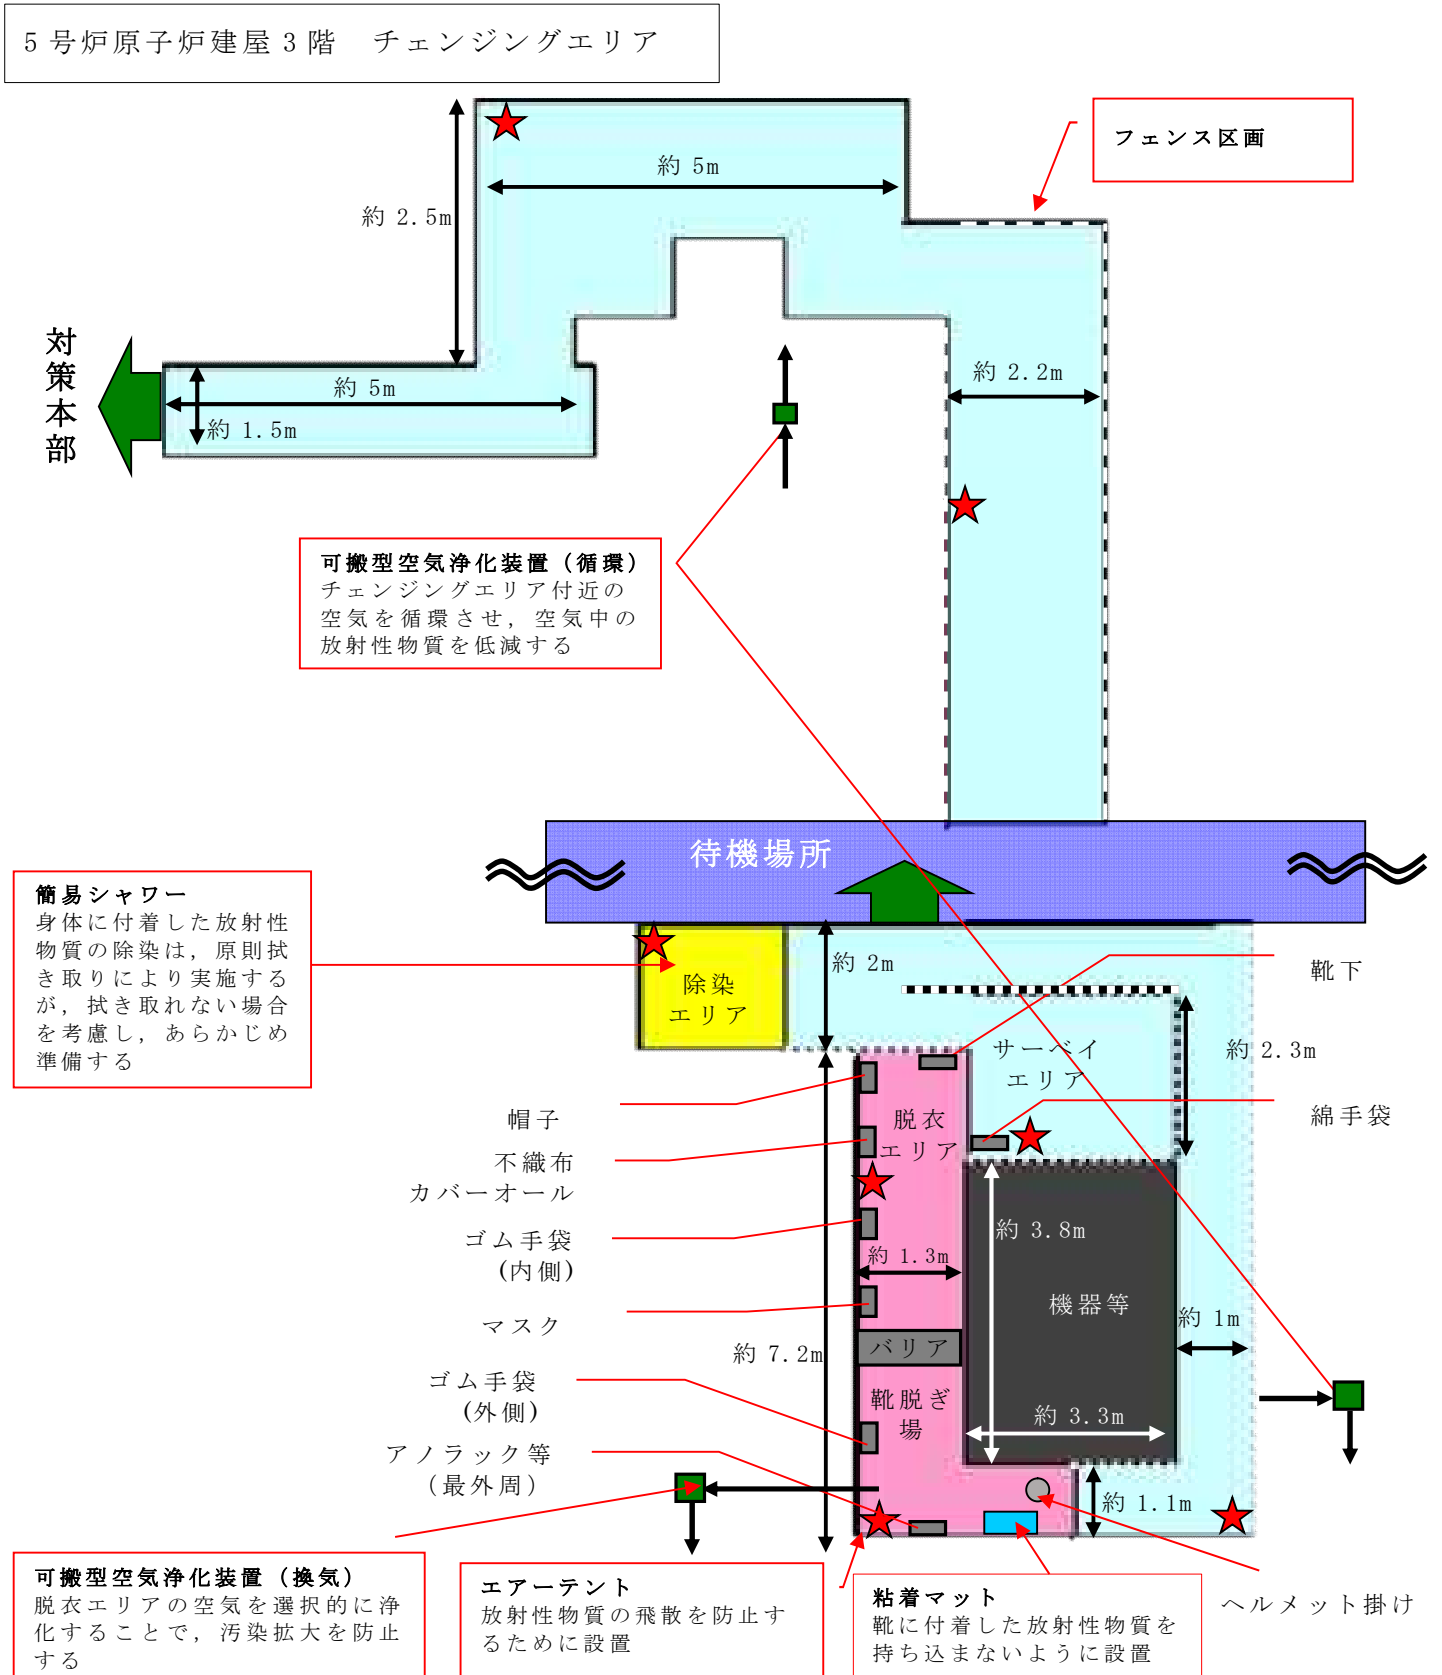 5号炉原子炉建屋3階　チェンジングエリア
フェンス区画
約 5m
約 2.5m
対策本部
約 5m
約 1.5m
約 2.2m
可搬型空気浄化装置（循環）
チェンジングエリア付近の
空気を循環させ，空気中の
放射性物質を低減する
待機場所
簡易シャワー
身体に付着した放射性
物質の除染は，原則拭
き取りにより実施する
が，拭き取れない場合
を考慮し，あらかじめ
準備する
除染
エリア
約 2m
靴下
サーベイ
エリア
約 2.3m
綿手袋
帽子
脱衣
エリア
不織布
カバーオール
ゴム手袋
(内側)
約 3.8m
約 1.3m
機器等
マスク
約 1m
バリア
約 7.2m
ゴム手袋
(外側)
靴脱ぎ
場
約 3.3m
アノラック等
（最外周）
約 1.1m
可搬型空気浄化装置（換気）
脱衣エリアの空気を選択的に浄
化することで，汚染拡大を防止
する
エアーテント
放射性物質の飛散を防止す
るために設置
粘着マット
靴に付着した放射性物質を
持ち込まないように設置
ヘルメット掛け